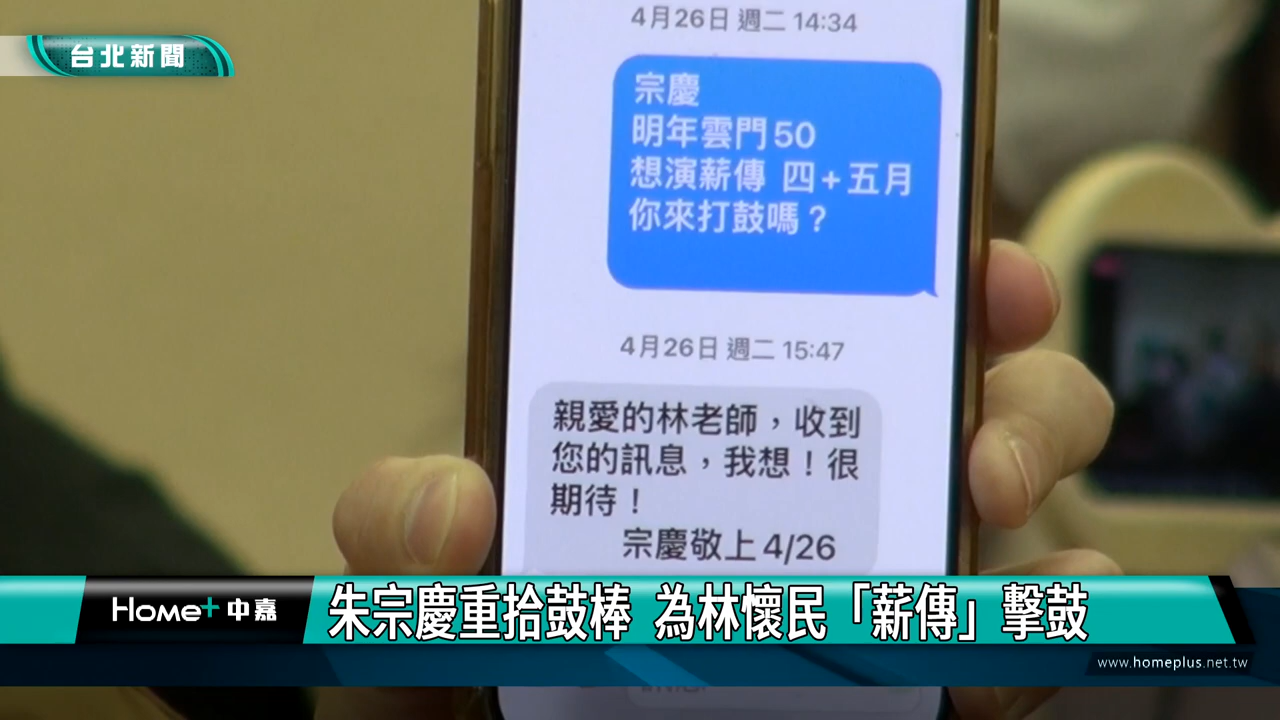 台北新聞
4月26日 週二 14:34
宗慶
明年雲門50
想演薪傳 四+五月
你來打鼓嗎？
4月26日 週二 15:47
親愛的林老師，收到
您的訊息，我想！很
期待！
宗慶敬上4/26
Home+ 中嘉
朱宗慶重拾鼓棒 為林懷民「薪傳」擊鼓
www.homeplus.net.tw